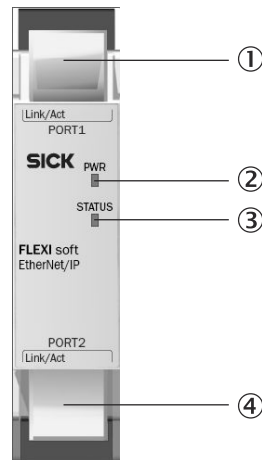 ①
Link/Act
PORT1
SICK
PWR
②
STATUS
③
FLEXI soft
EtherNet/IP
PORT2
Link/Act
④